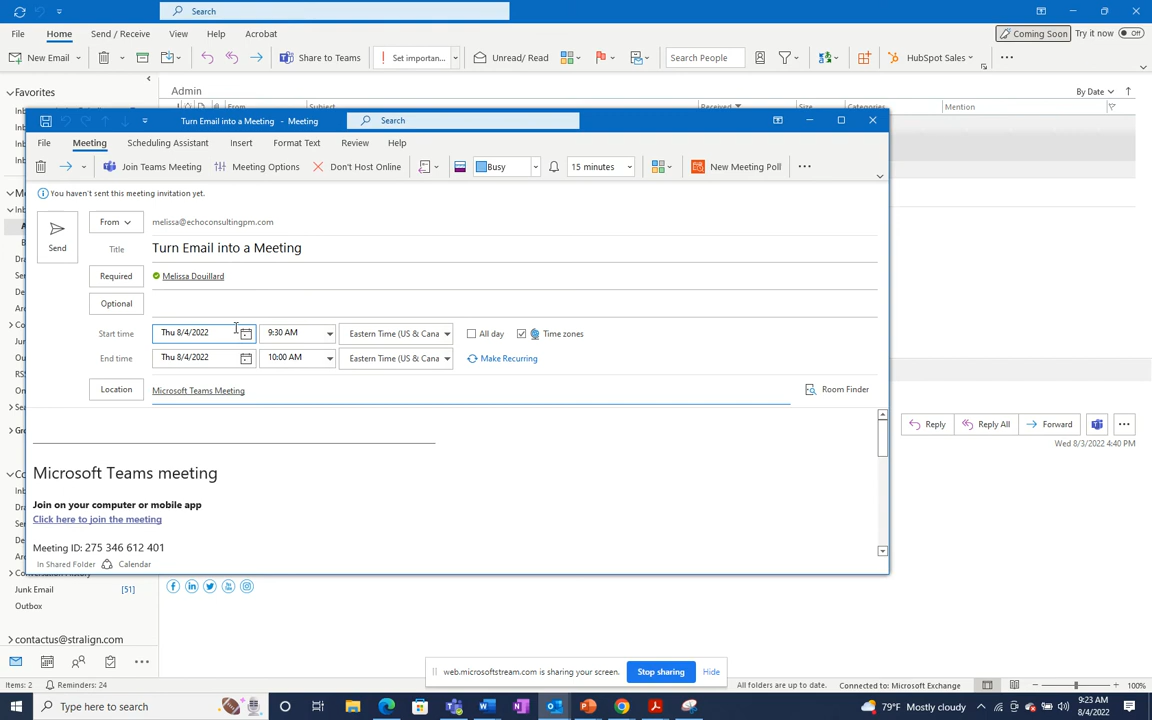 Search
File Home Send / Receive View Help Acrobat
Coming Soon Try it now Off
New Email Share to Teams Set importan... Unread/ Read Search People HubSpot Sales
Favorites
Admin By Date
From Subject Received Size Categories Mention
Turn Email into a Meeting - Meeting Search
File Meeting Scheduling Assistant Insert Format Text Review Help
Join Teams Meeting Meeting Options Don't Host Online Busy 15 minutes New Meeting Poll
You haven't sent this meeting invitation yet.
Send
From melissa@echoconsultingpm.com
Title Turn Email into a Meeting
Required Melissa Douillard
Optional
Start time Thu 8/4/2022 9:30 AM Eastern Time (US & Cana All day Time zones
End time Thu 8/4/2022 10:00 AM Eastern Time (US & Cana Make Recurring
Location Microsoft Teams Meeting Room Finder
Reply Reply All Forward
Wed 8/3/2022 4:40 PM
Microsoft Teams meeting
Join on your computer or mobile app
Click here to join the meeting
Meeting ID: 275 346 612 401
In Shared Folder Calendar
Junk Email [51]
Outbox
contactus@stralign.com
web.microsoftstream.com is sharing your screen. Stop sharing Hide
Items: 2 Reminders: 24 All folders are up to date. Connected to: Microsoft Exchange 100%
Type here to search 79°F Mostly cloudy 9:23 AM
8/4/2022